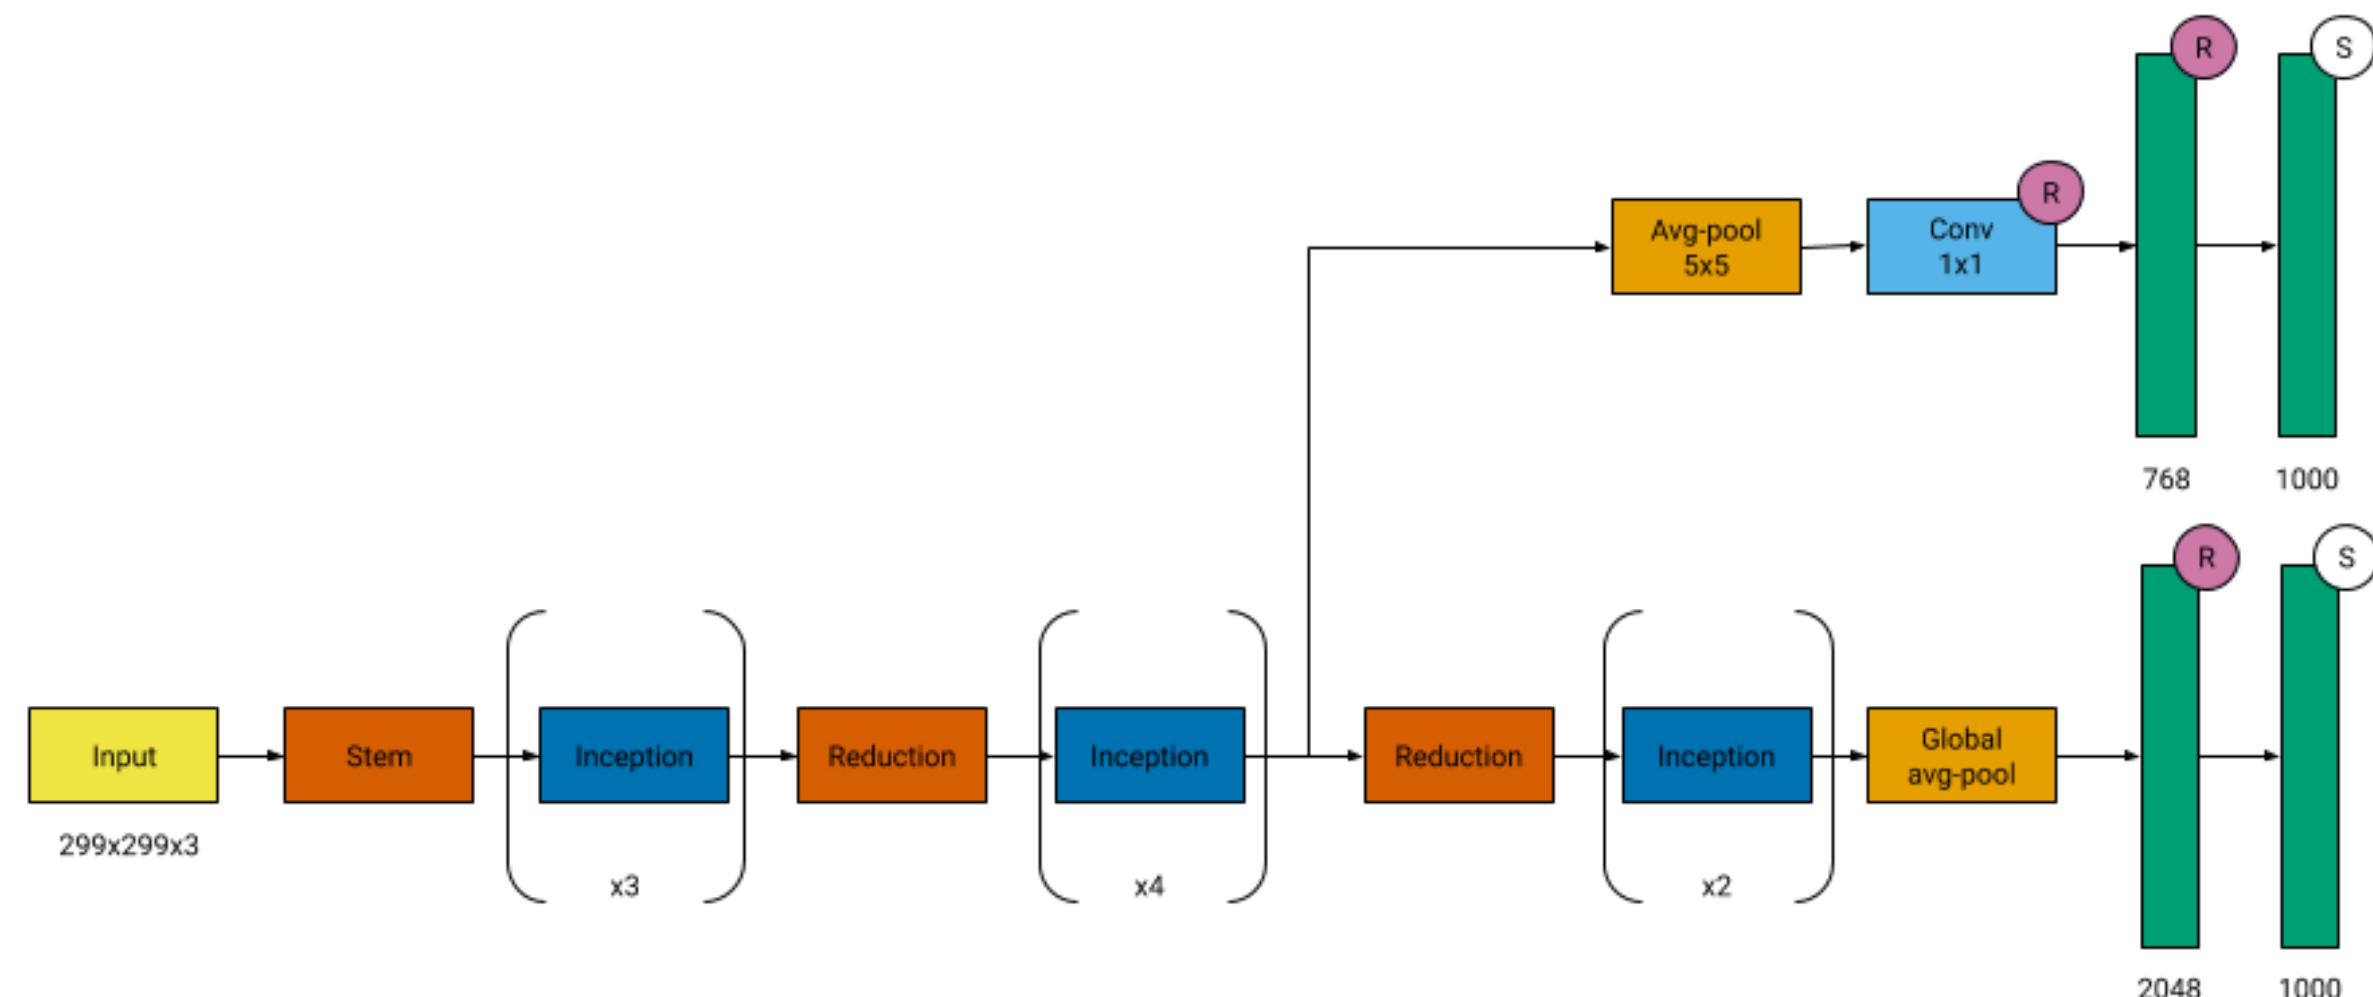 R
S
R
Avg-pool
5x5
Conv
1x1
768
1000
R
S
Input
Stem
Inception
Reduction
Inception
Reduction
Inception
Global
avg-pool
299x299x3
x3
x4
x2
2048
1000